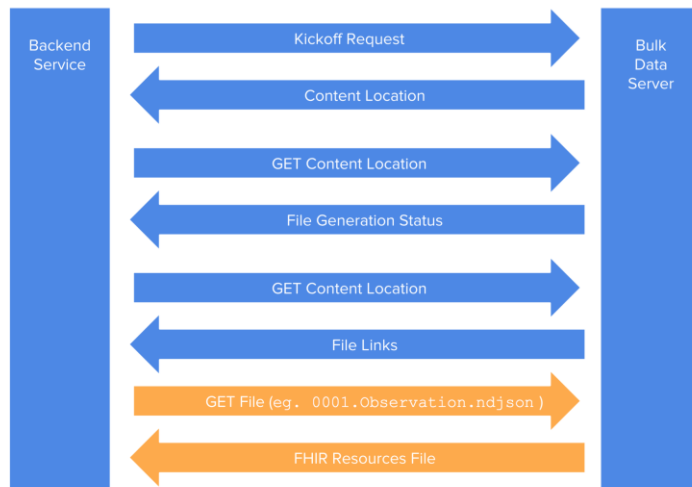 Backend
Service
Bulk
Data
Server
Kickoff Request
Content Location
GET Content Location
File Generation Status
GET Content Location
File Links
GET File (eg. 0001.Observation.ndjson )
FHIR Resources File